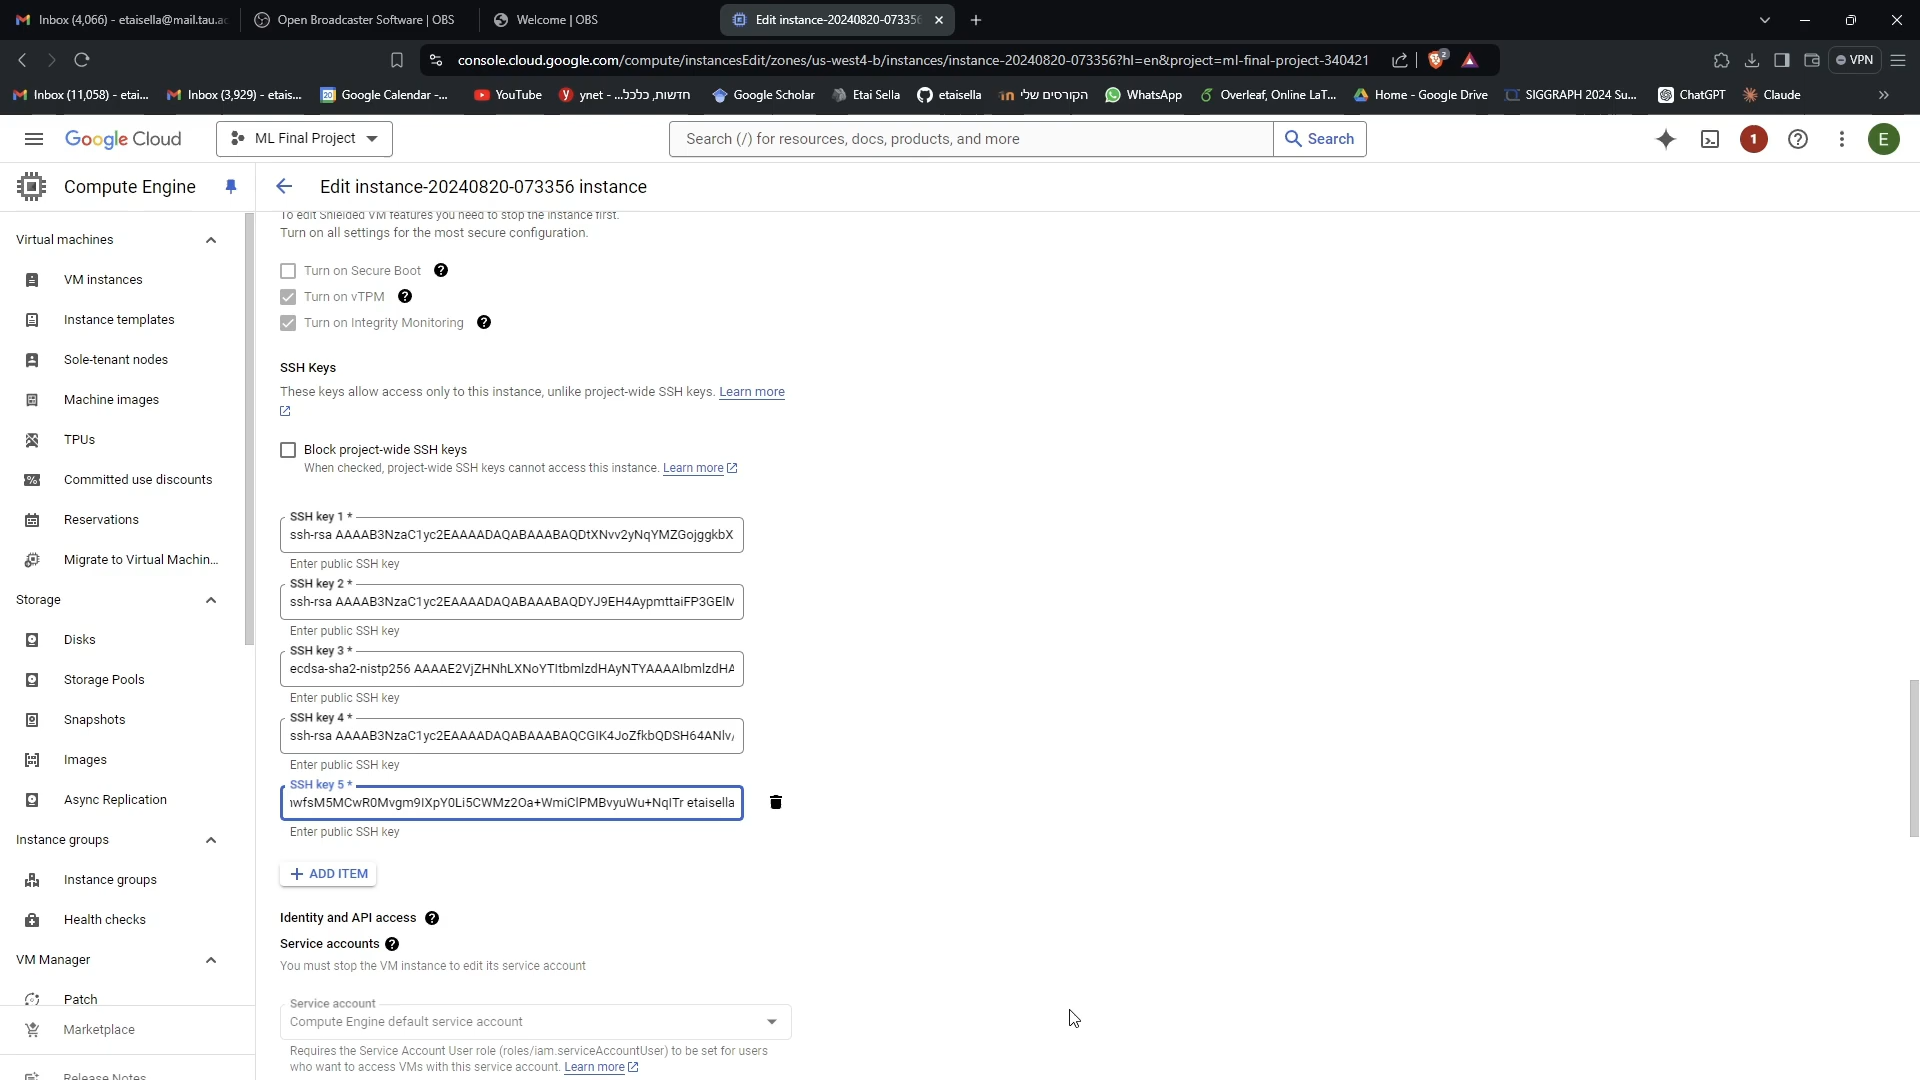 Inbox (4,066) - etaisella@mail.tau.ac
Open Broadcaster Software | OBS
Welcome | OBS
Edit instance-20240820-073356
console.cloud.google.com/compute/instancesEdit/zones/us-west4-b/instances/instance-20240820-073356?hl=en&project=ml-final-project-340421
2
VPN
Inbox (11,058) - etai...
Inbox (3,929) - etais...
Google Calendar -...
YouTube
ynet - ...חדשות, כלכל
Google Scholar
Etai Sella
etaisella
הקורסים שלי
WhatsApp
Overleaf, Online LaT...
Home - Google Drive
SIGGRAPH 2024 Su...
ChatGPT
Claude
Google Cloud
ML Final Project
Search (/) for resources, docs, products, and more
Search
1
E
Compute Engine
Edit instance-20240820-073356 instance
Virtual machines
VM instances
Instance templates
Sole-tenant nodes
Machine images
TPUs
Committed use discounts
Reservations
Migrate to Virtual Machin...
Storage
Disks
Storage Pools
Snapshots
Images
Async Replication
Instance groups
Instance groups
Health checks
VM Manager
Patch
Marketplace
Release Notes
To edit Shielded VM features you need to stop the instance first.
Turn on all settings for the most secure configuration.
Turn on Secure Boot
Turn on vTPM
Turn on Integrity Monitoring
SSH Keys
These keys allow access only to this instance, unlike project-wide SSH keys. Learn more
Block project-wide SSH keys
When checked, project-wide SSH keys cannot access this instance. Learn more
SSH key 1 *
ssh-rsa AAAAB3NzaC1yc2EAAAADAQABAAABAQDtXNvv2yNqYMZGojggkbX
Enter public SSH key
SSH key 2 *
ssh-rsa AAAAB3NzaC1yc2EAAAADAQABAAABAQDYJ9EH4AypmttaiFP3GElM
Enter public SSH key
SSH key 3 *
ecdsa-sha2-nistp256 AAAAE2VjZHNhLXNoYTItbmlzdHAyNTYAAAAIbmlzdHA
Enter public SSH key
SSH key 4 *
ssh-rsa AAAAB3NzaC1yc2EAAAADAQABAAABAQCGIK4JoZfkbQDSH64ANlv/
Enter public SSH key
SSH key 5 *
wfsM5MCwR0Mvgm9IXpY0Li5CWMz2Oa+WmiClPMBvyuWu+NqITr etaisella
Enter public SSH key
ADD ITEM
Identity and API access
Service accounts
You must stop the VM instance to edit its service account
Service account
Compute Engine default service account
Requires the Service Account User role (roles/iam.serviceAccountUser) to be set for users
who want to access VMs with this service account. Learn more